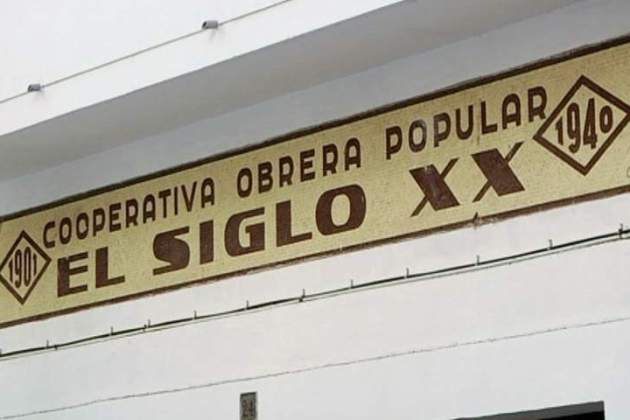 COOPERATIVA OBRERA POPULAR
1901 EL SIGLO XX 1940